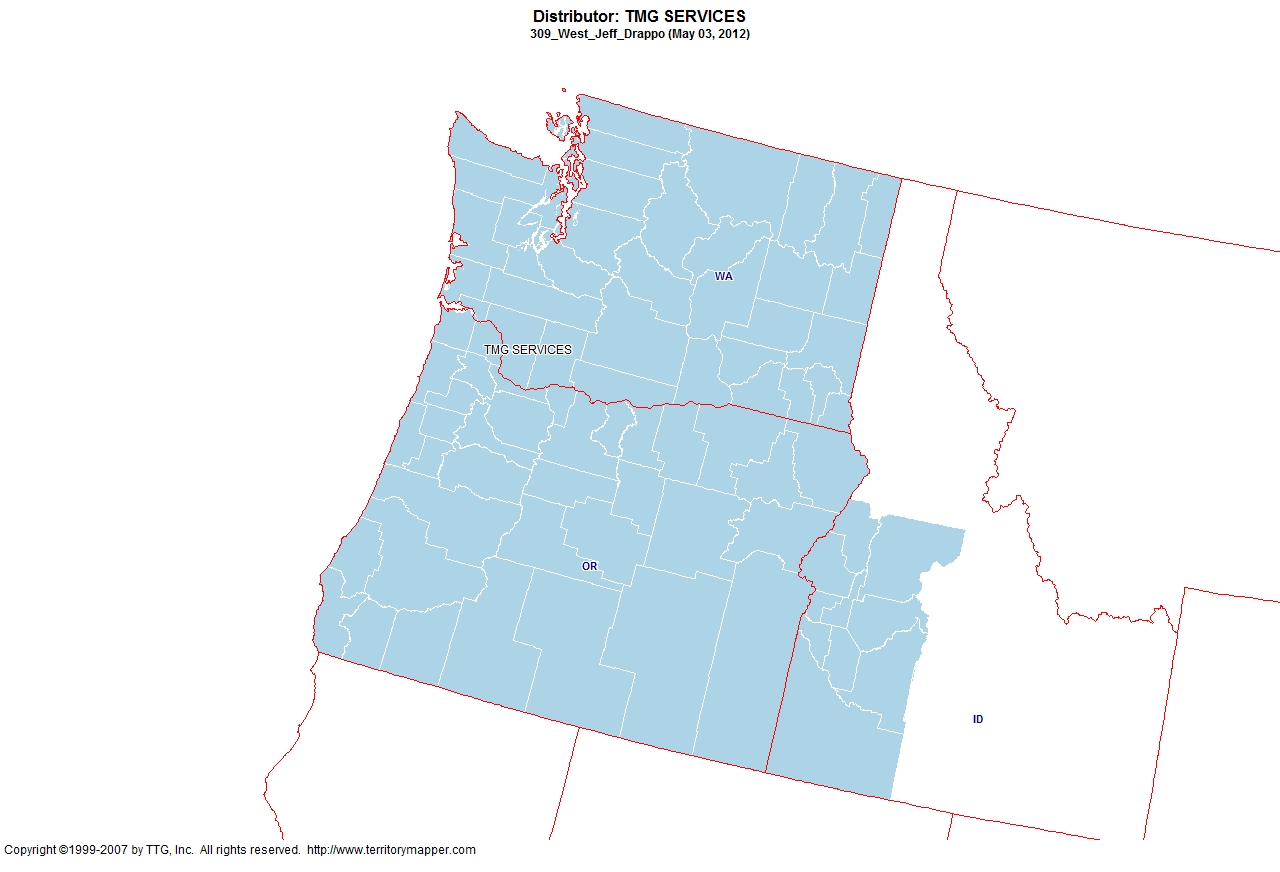 Distributor: TMG SERVICES
309_West_Jeff_Drappo (May 03, 2012)
WA
TMG SERVICES
OR
ID
Copyright ©1999-2007 by TTG, Inc.  All rights reserved.  http://www.territorymapper.com